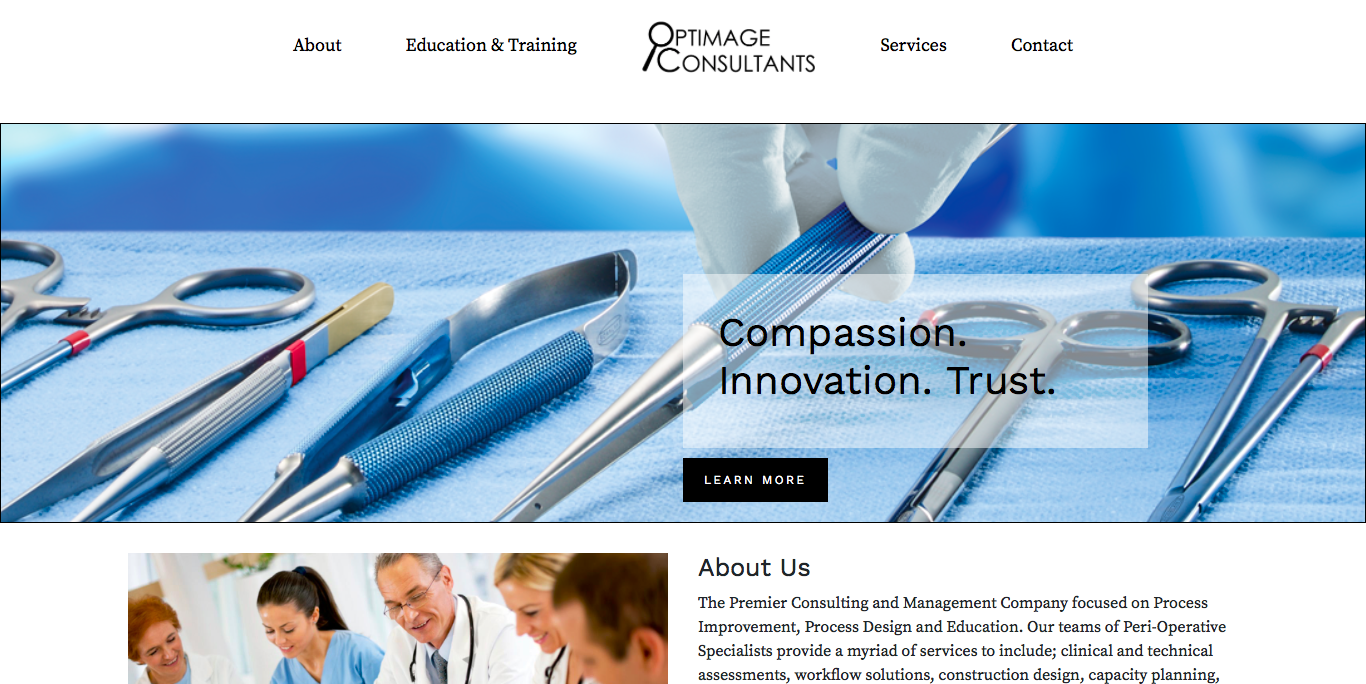 About
Education & Training
OPTIMAGE
CONSULTANTS
Services
Contact
Compassion.
Innovation. Trust.
LEARN MORE
About Us
The Premier Consulting and Management Company focused on Process
Improvement, Process Design and Education. Our teams of Peri-Operative
Specialists provide a myriad of services to include; clinical and technical
assessments, workflow solutions, construction design, capacity planning,